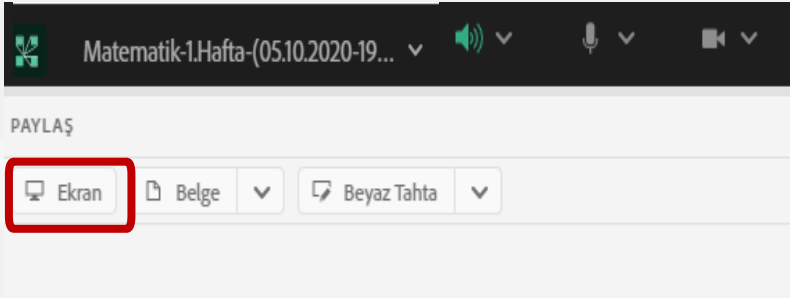 Matematik-1.Hafta-(05.10.2020-19...
PAYLAŞ
Ekran Belge Beyaz Tahta